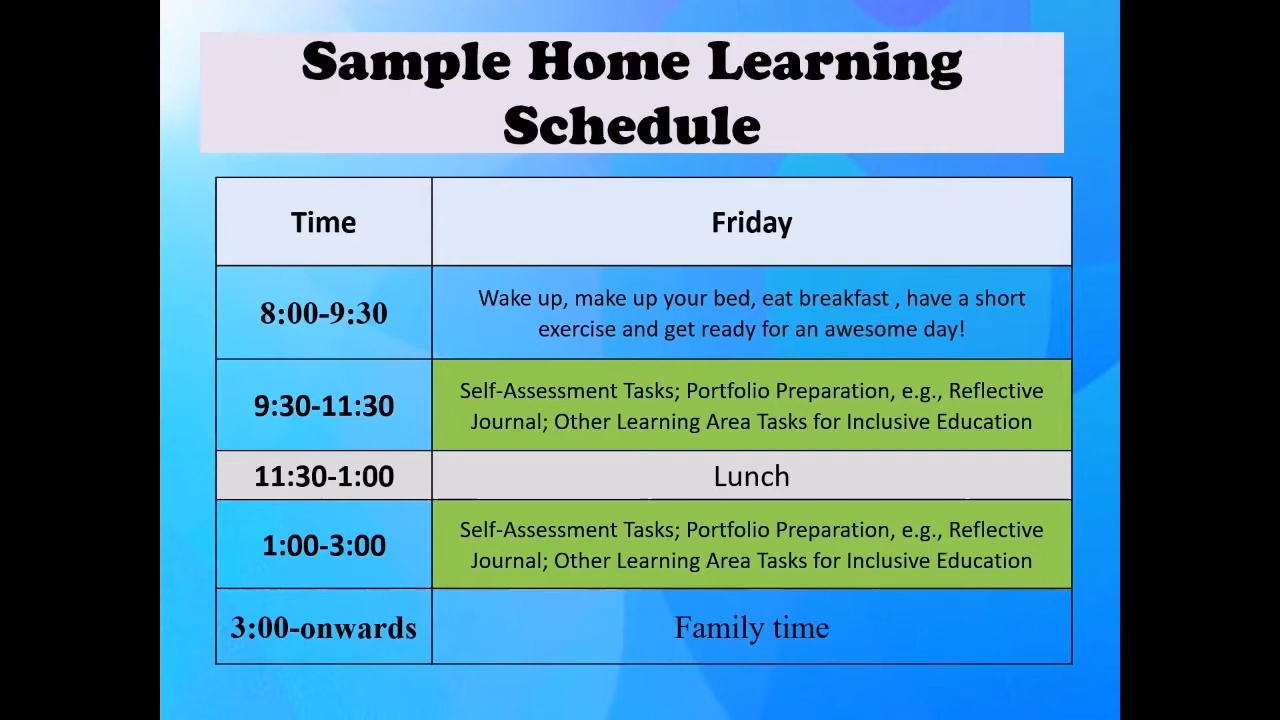 Sample Home Learning
Schedule
Time
Friday
8:00-9:30
Wake up, make up your bed, eat breakfast , have a short
exercise and get ready for an awesome day!
9:30-11:30
Self-Assessment Tasks; Portfolio Preparation, e.g., Reflective
Journal; Other Learning Area Tasks for Inclusive Education
11:30-1:00
Lunch
1:00-3:00
Self-Assessment Tasks; Portfolio Preparation, e.g., Reflective
Journal; Other Learning Area Tasks for Inclusive Education
3:00-onwards
Family time